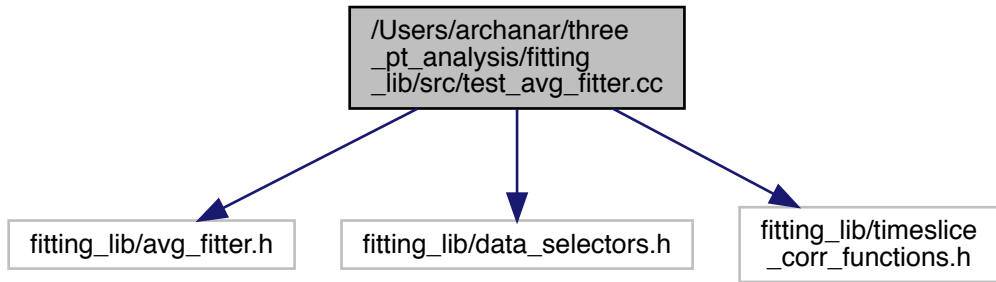 /Users/archanar/three
_pt_analysis/fitting
_lib/src/test_avg_fitter.cc
fitting_lib/avg_fitter.h
fitting_lib/data_selectors.h
fitting_lib/timeslice
_corr_functions.h